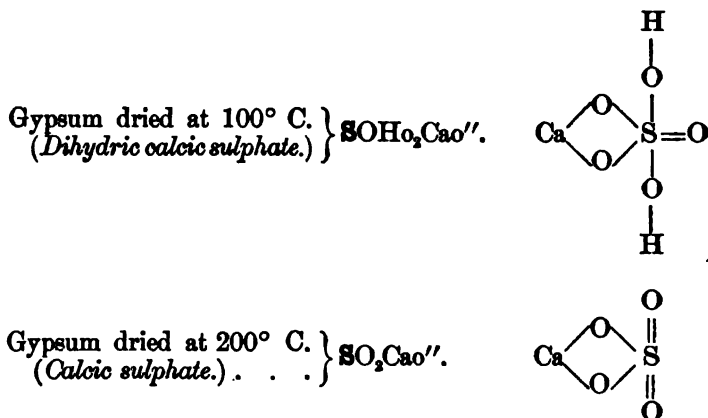 H
O
Gypsum dried at 100° C. } SOHo₂Cao″. Ca O O S=O
(Dihydric calcic sulphate.)
O
H
O
Gypsum dried at 200° C. } SO₂Cao″. Ca O O S
(Calcic sulphate.) . . .
O